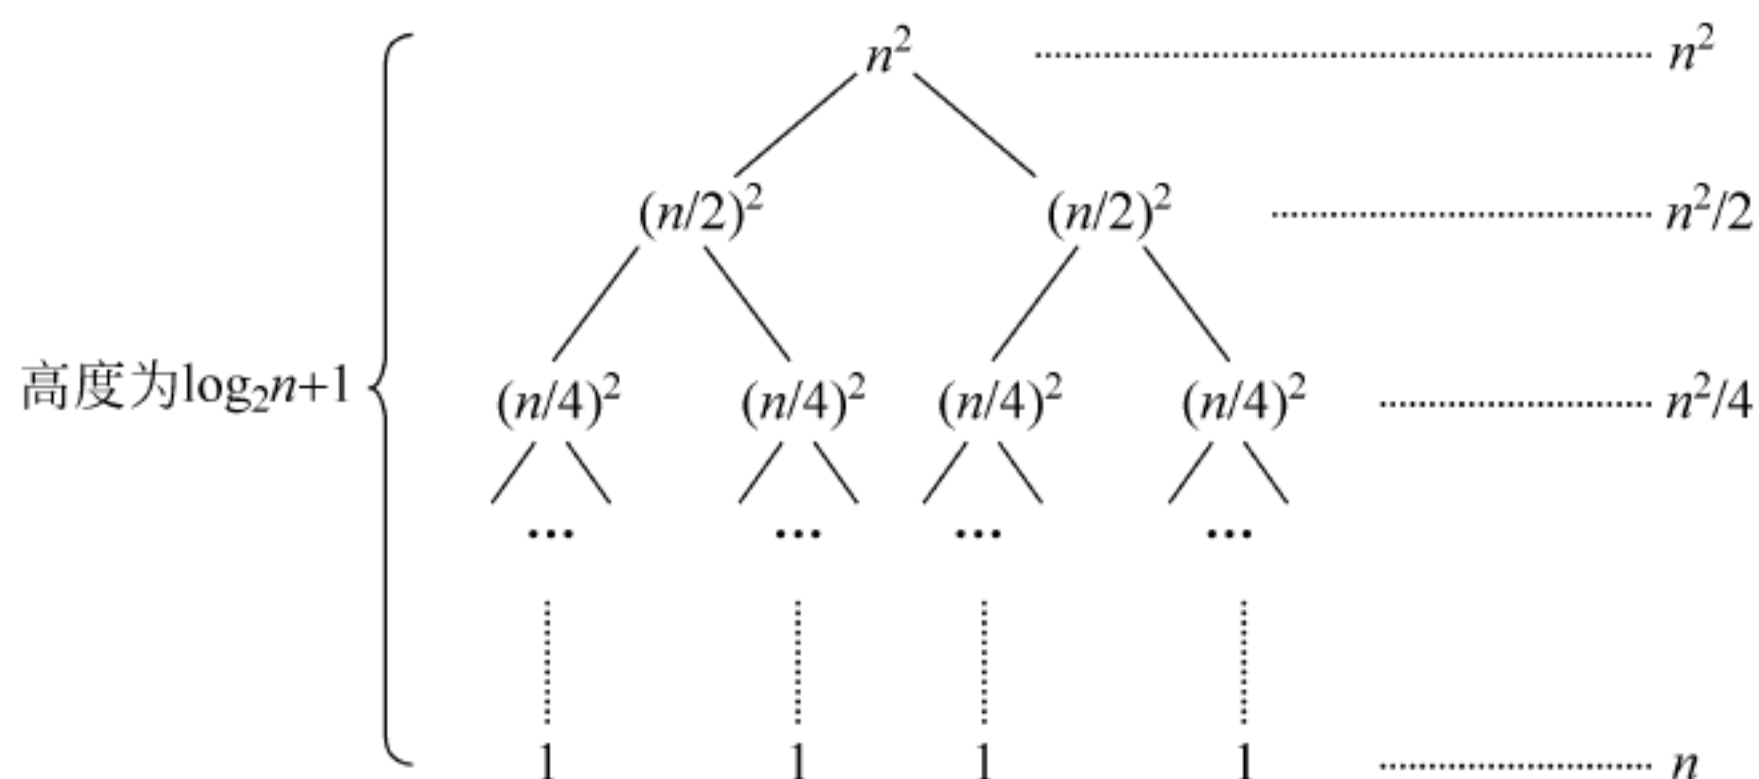 n² n²
(n/2)² (n/2)² n²/2
高度为log₂n+1 (n/4)² (n/4)² (n/4)² (n/4)² n²/4
... ... ... ...
1 1 1 1 n